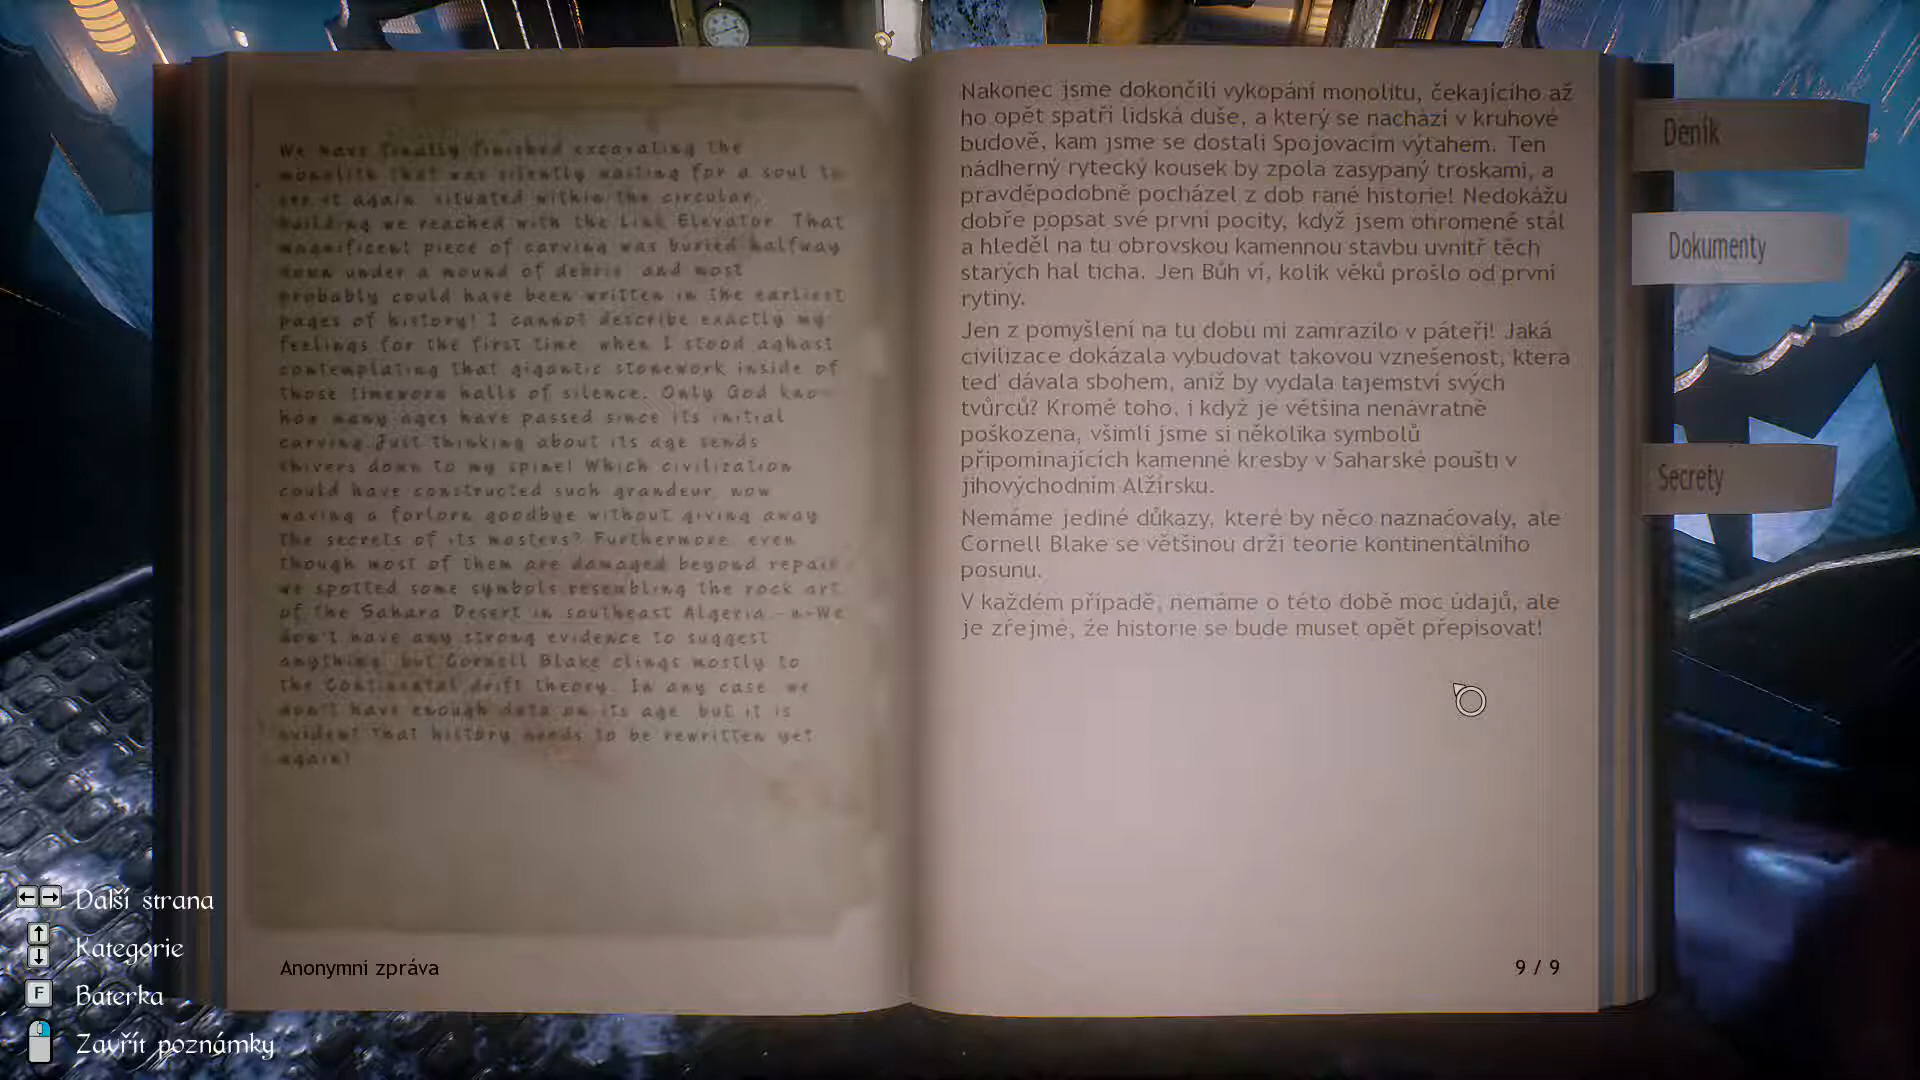 We have finally finished excavating the
monolith that was silently waiting for a soul to
see it again situated within the circular
building we reached with the Link Elevator. That
magnificent piece of carving was buried halfway
down under a mound of debris and most
probably could have been written in the earliest
pages of history! I cannot describe exactly my
feelings for the first time when I stood aghast
contemplating that gigantic stonework inside of
those timeworn halls of silence. Only God kno
how many ages have passed since its initial
carving. Just thinking about its age sends
shivers down to my spine! Which civilization
could have constructed such grandeur, now
waving a forlorn goodbye without giving away
the secrets of its masters? Furthermore, even
though most of them are damaged beyond repair
we spotted some symbols resembling the rock art
of the Sahara Desert in southeast Algeria.-n-We
don't have any strong evidence to suggest
anything, but Cornell Blake clings mostly to
the Continental drift theory. In any case, we
don't have enough data on its age, but it is
evident that history needs to be rewritten yet
again!
Anonymní zpráva
Nakonec jsme dokončili vykopání monolitu, čekajícího až
ho opět spatří lidská duše, a který se nachází v kruhové
budově, kam jsme se dostali Spojovacím výtahem. Ten
nádherný rytecký kousek by zpola zasypaný troskami, a
pravděpodobně pocházel z dob rané historie! Nedokážu
dobře popsat své první pocity, když jsem ohromeně stál
a hleděl na tu obrovskou kamennou stavbu uvnitř těch
starých hal ticha. Jen Bůh ví, kolik věků prošlo od první
rytiny.
Jen z pomyšlení na tu dobu mi zamrazilo v páteři! Jaká
civilizace dokázala vybudovat takovou vznešenost, ktera
teď dávala sbohem, aniž by vydala tajemství svých
tvůrců? Kromě toho, i když je většina nenávratně
poškozena, všimli jsme si několika symbolů
připomínajících kamenné kresby v Saharské poušti v
jihovýchodním Alžírsku.
Nemáme jediné důkazy, které by něco naznačovaly, ale
Cornell Blake se většinou drží teorie kontinentálního
posunu.
V každém případě, nemáme o této době moc údajů, ale
je zřejmé, že historie se bude muset opět přepisovat!
9 / 9
Deník
Dokumenty
Secrety
Další strana
Kategorie
F Baterka
Zavřít poznámky